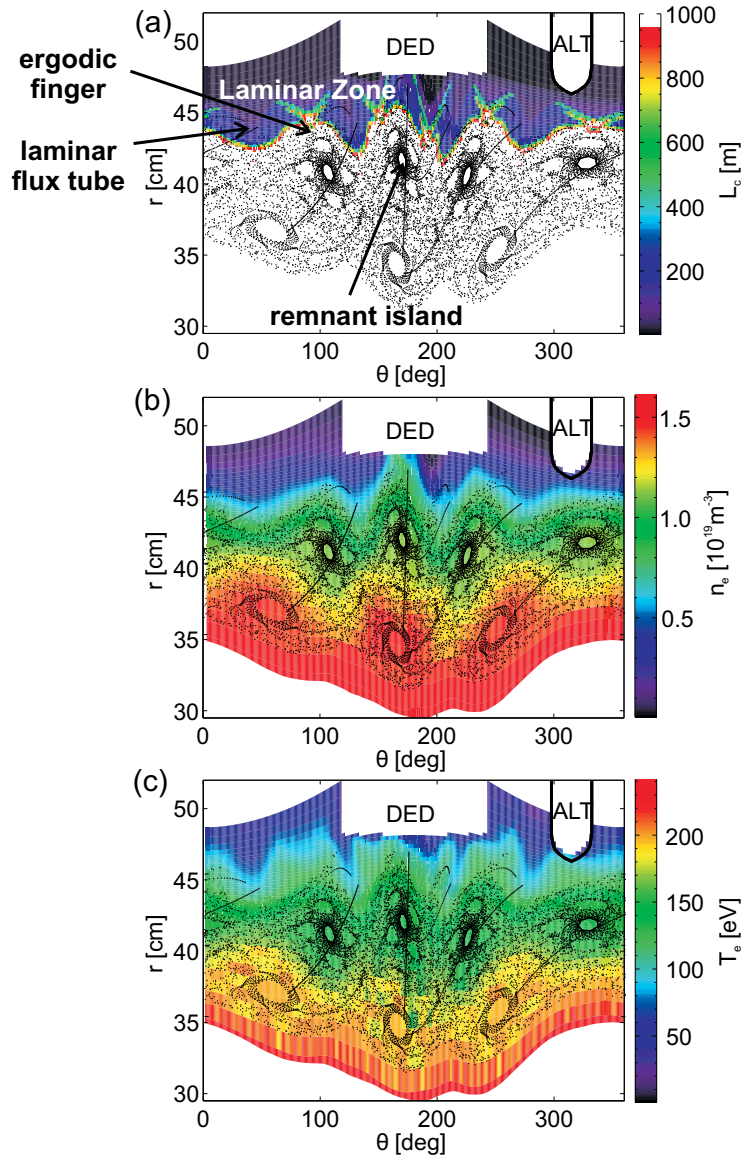 (a)
DED
ALT
ergodic
finger
Laminar Zone
laminar
flux tube
remnant island
50
45
40
35
30
r [cm]
0 100 200 300
θ [deg]
1000
800
600
400
200
L_c [m]
(b)
DED
ALT
50
45
40
35
30
r [cm]
0 100 200 300
θ [deg]
1.5
1.0
0.5
n_e [10^19 m^-3]
(c)
DED
ALT
50
45
40
35
30
r [cm]
0 100 200 300
θ [deg]
200
150
100
50
T_e [eV]